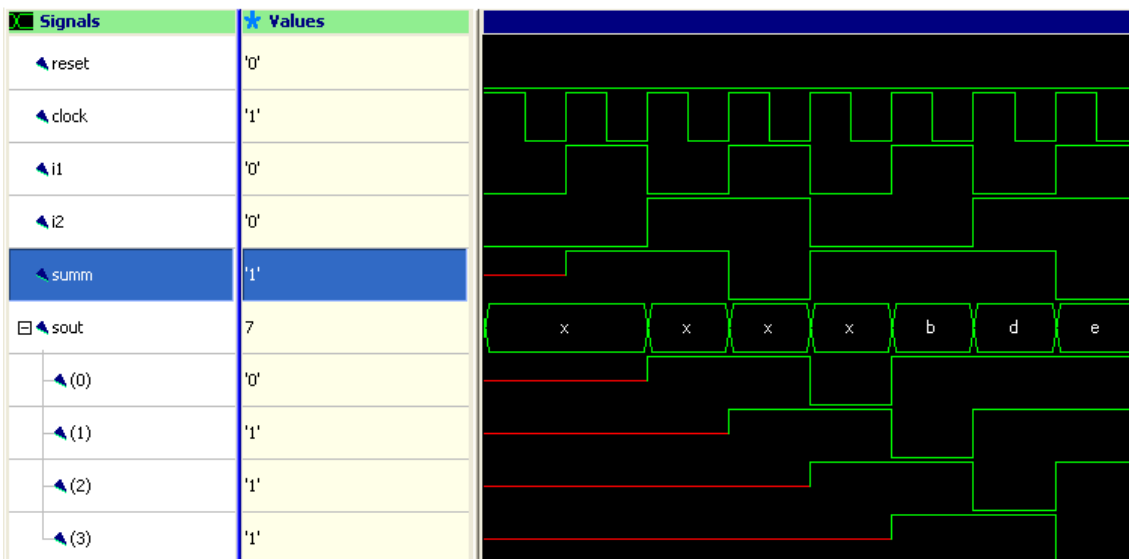 Signals Values
reset '0'
clock '1'
i1 '0'
i2 '0'
summ '1'
sout 7 x x x x b d e
(0) '0'
(1) '1'
(2) '1'
(3) '1'